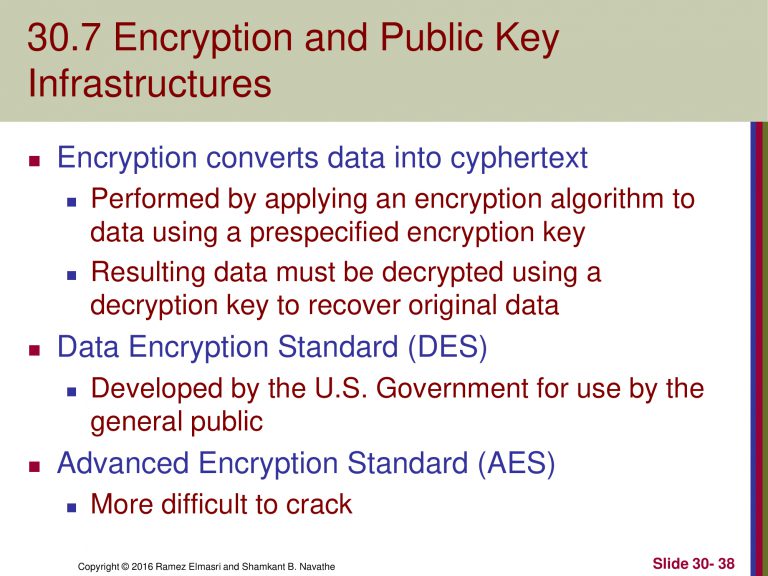 30.7 Encryption and Public Key
Infrastructures
Encryption converts data into cyphertext
Performed by applying an encryption algorithm to
data using a prespecified encryption key
Resulting data must be decrypted using a
decryption key to recover original data
Data Encryption Standard (DES)
Developed by the U.S. Government for use by the
general public
Advanced Encryption Standard (AES)
More difficult to crack
Copyright © 2016 Ramez Elmasri and Shamkant B. Navathe
Slide 30- 38